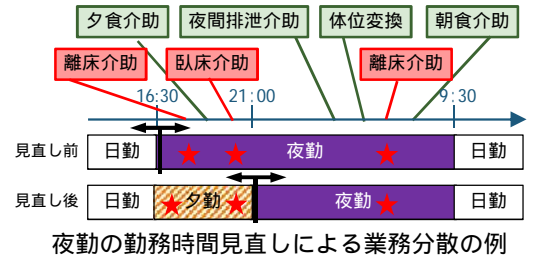 夕食介助 夜間排泄介助 体位変換 朝食介助
離床介助 臥床介助 離床介助
16:30 21:00 9:30
見直し前 日勤 夜勤 日勤
見直し後 日勤 夕勤 夜勤 日勤
夜勤の勤務時間見直しによる業務分散の例